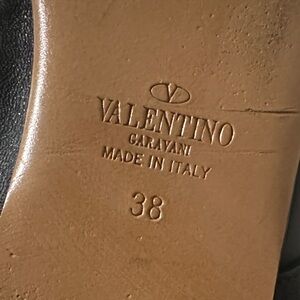 V
VALENTINO
GARAVANI
MADE IN ITALY
38